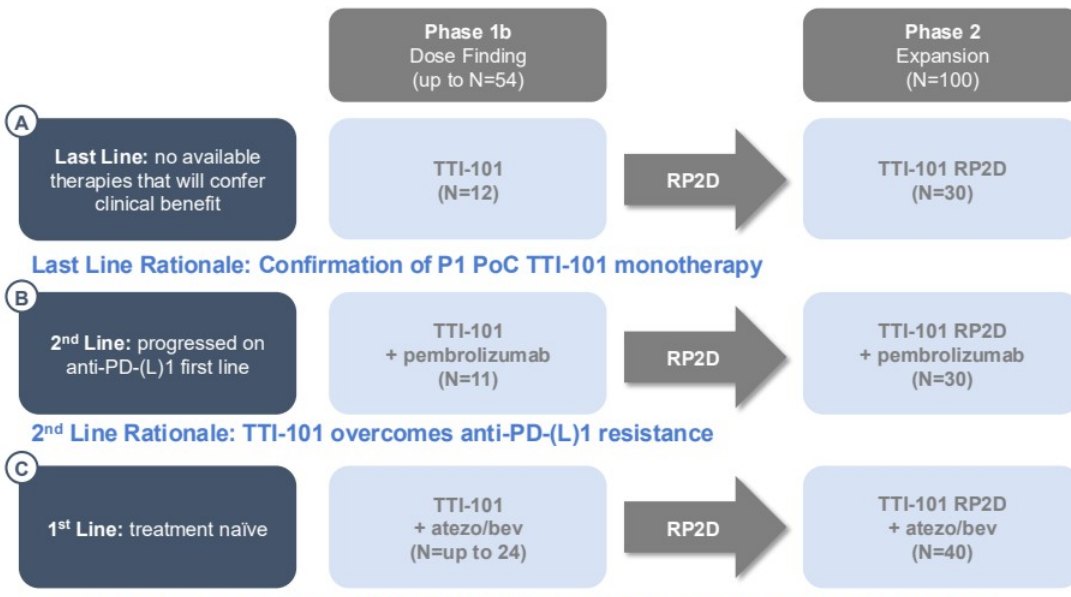 Phase 1b
Dose Finding
(up to N=54)
Phase 2
Expansion
(N=100)
A
Last Line: no available
therapies that will confer
clinical benefit
TTI-101
(N=12)
RP2D
TTI-101 RP2D
(N=30)
Last Line Rationale: Confirmation of P1 PoC TTI-101 monotherapy
B
2nd Line: progressed on
anti-PD-(L)1 first line
TTI-101
+ pembrolizumab
(N=11)
RP2D
TTI-101 RP2D
+ pembrolizumab
(N=30)
2nd Line Rationale: TTI-101 overcomes anti-PD-(L)1 resistance
C
1st Line: treatment naïve
TTI-101
+ atezo/bev
(N=up to 24)
RP2D
TTI-101 RP2D
+ atezo/bev
(N=40)